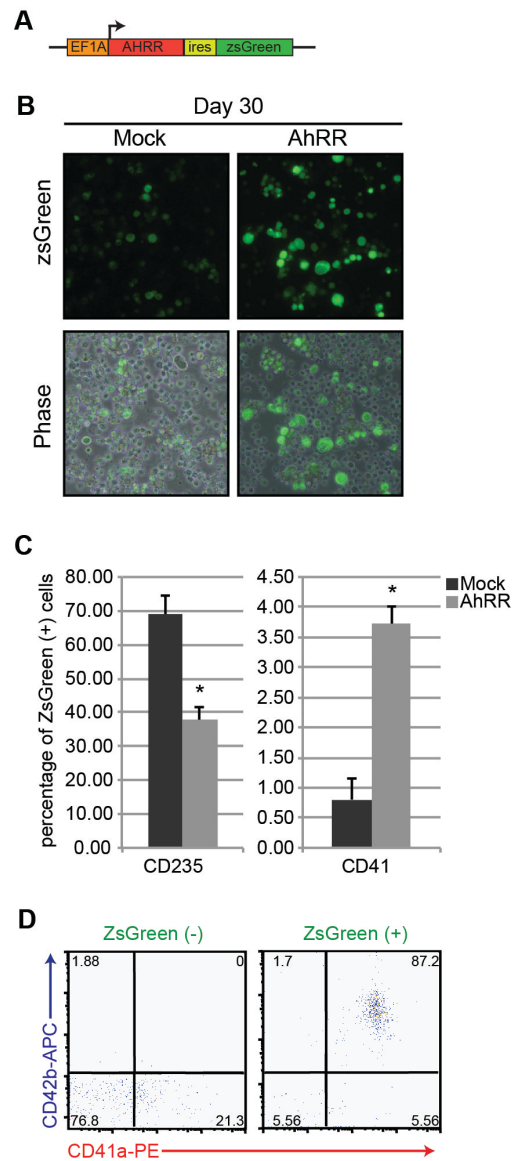 A
EF1A AHRR ires zsGreen
B
Day 30
Mock AhRR
zsGreen
Phase
C
percentage of ZsGreen (+) cells
80.00
70.00
60.00
50.00
40.00
30.00
20.00
10.00
0.00
*
CD235
4.50
4.00
3.50
3.00
2.50
2.00
1.50
1.00
0.50
0.00
*
CD41
Mock
AhRR
D
ZsGreen (-) ZsGreen (+)
CD42b-APC
1.88 0
76.8 21.3
1.7 87.2
5.56 5.56
CD41a-PE